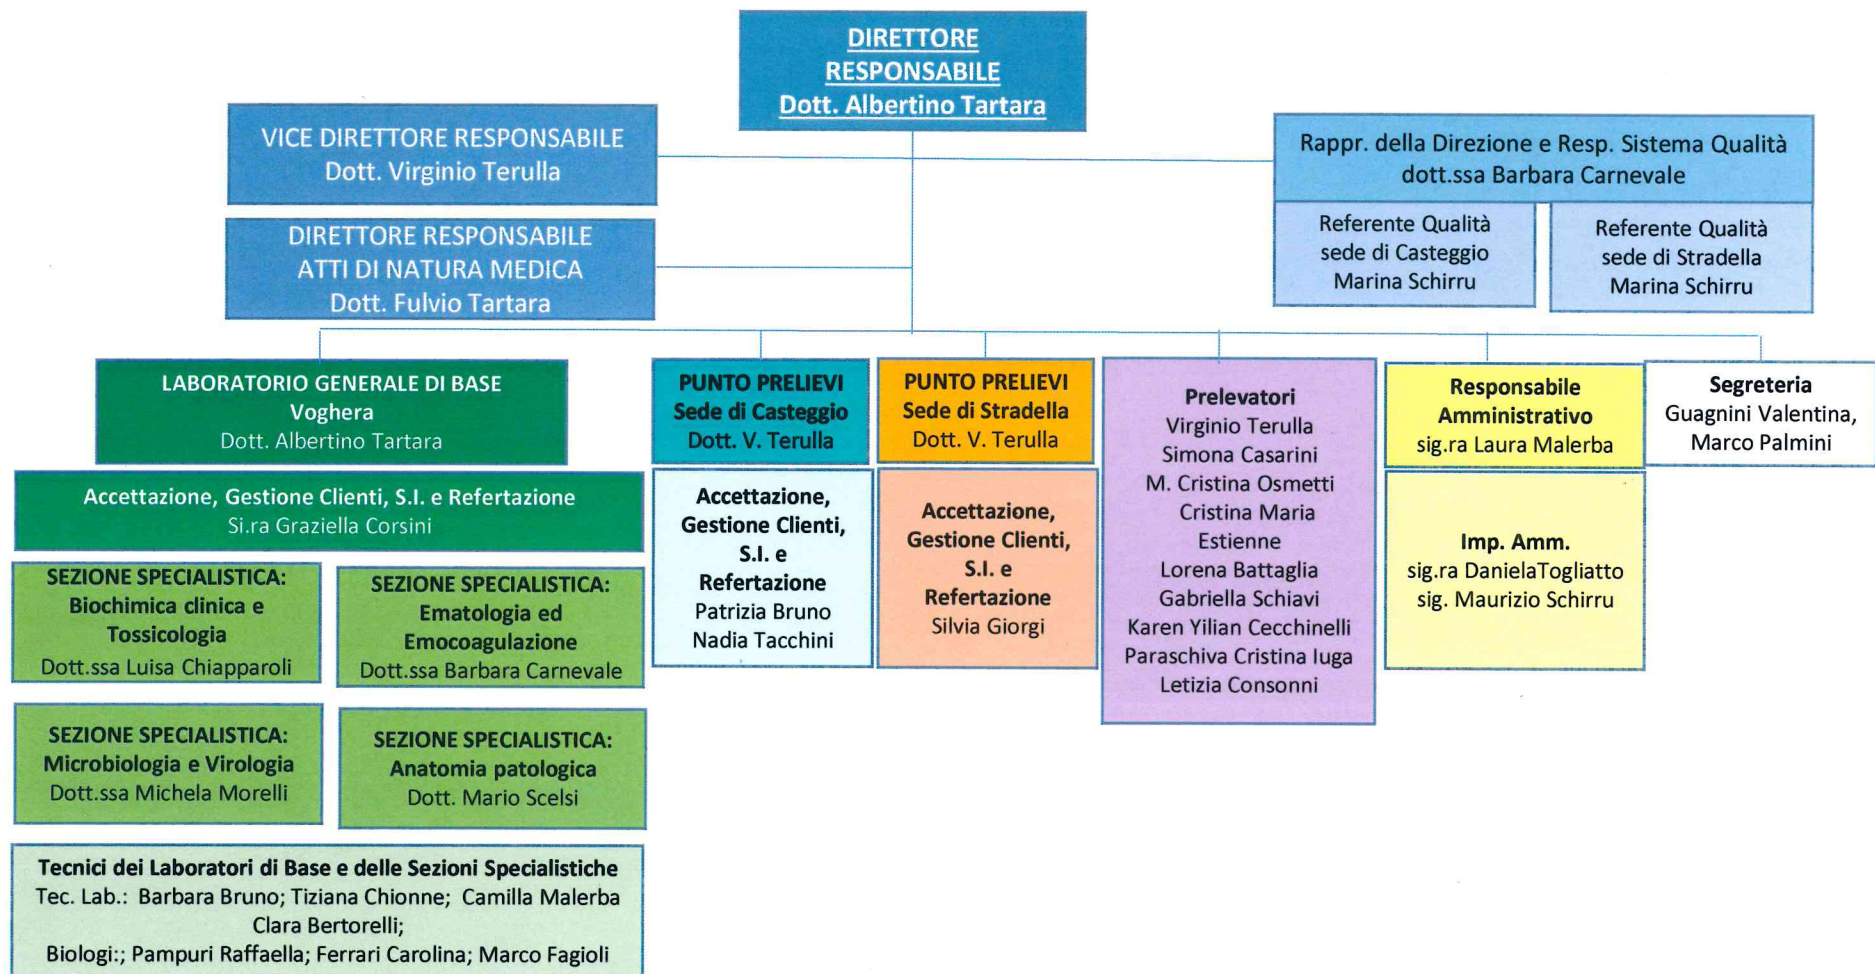 DIRETTORE
RESPONSABILE
Dott. Albertino Tartara
VICE DIRETTORE RESPONSABILE
Dott. Virginio Terulla
Rappr. della Direzione e Resp. Sistema Qualità
dott.ssa Barbara Carnevale
Referente Qualità
sede di Casteggio
Marina Schirru
Referente Qualità
sede di Stradella
Marina Schirru
DIRETTORE RESPONSABILE
ATTI DI NATURA MEDICA
Dott. Fulvio Tartara
LABORATORIO GENERALE DI BASE
Voghera
Dott. Albertino Tartara
Accettazione, Gestione Clienti, S.I. e Refertazione
Si.ra Graziella Corsini
SEZIONE SPECIALISTICA:
Biochimica clinica e
Tossicologia
Dott.ssa Luisa Chiapparoli
SEZIONE SPECIALISTICA:
Ematologia ed
Emocoagulazione
Dott.ssa Barbara Carnevale
SEZIONE SPECIALISTICA:
Microbiologia e Virologia
Dott.ssa Michela Morelli
SEZIONE SPECIALISTICA:
Anatomia patologica
Dott. Mario Scelsi
Tecnici dei Laboratori di Base e delle Sezioni Specialistiche
Tec. Lab.: Barbara Bruno; Tiziana Chionne; Camilla Malerba
Clara Bertorelli;
Biologi:; Pampuri Raffaella; Ferrari Carolina; Marco Fagioli
PUNTO PRELIEVI
Sede di Casteggio
Dott. V. Terulla
Accettazione,
Gestione Clienti,
S.I. e
Refertazione
Patrizia Bruno
Nadia Tacchini
PUNTO PRELIEVI
Sede di Stradella
Dott. V. Terulla
Accettazione,
Gestione Clienti,
S.I. e
Refertazione
Silvia Giorgi
Prelevatori
Virginio Terulla
Simona Casarini
M. Cristina Osmetti
Cristina Maria
Estienne
Lorena Battaglia
Gabriella Schiavi
Karen Yilian Cecchinelli
Paraschiva Cristina Iuga
Letizia Consonni
Responsabile
Amministrativo
sig.ra Laura Malerba
Imp. Amm.
sig.ra DanielaTogliatto
sig. Maurizio Schirru
Segreteria
Guagnini Valentina,
Marco Palmini